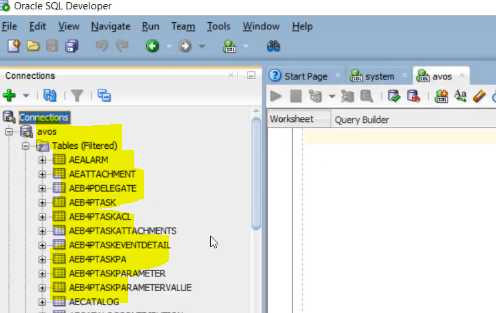 Oracle SQL Developer
File Edit View Navigate Run Team Tools Window Help
Connections
Start Page
system
avos
Worksheet
Query Builder
Connections
avos
Tables (Filtered)
AEALARM
AEATTACHMENT
AEB4PDELEGATE
AEB4PTASK
AEB4PTASKACL
AEB4PTASKATTACHMENTS
AEB4PTASKEVENTDETAIL
AEB4PTASKPA
AEB4PTASKPARAMETER
AEB4PTASKPARAMETERVALUE
AECATALOG